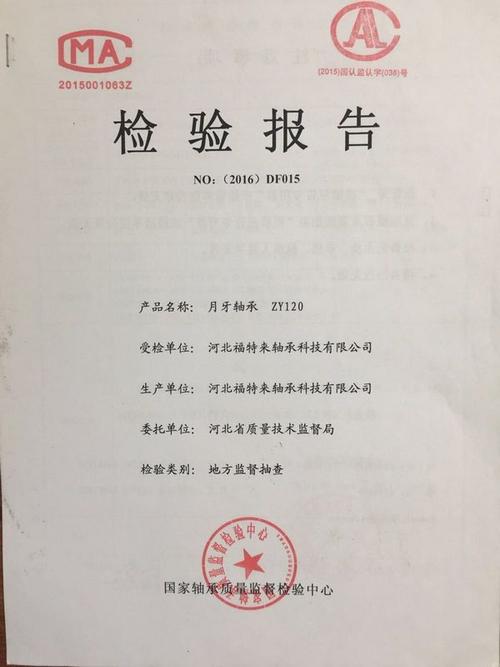 MA
2015001063Z
CAL
(2015)国认监认字(036)号
检验报告
NO:（2016）DF015
产品名称: 月牙轴承 ZY120
受检单位: 河北福特来轴承科技有限公司
生产单位: 河北福特来轴承科技有限公司
委托单位: 河北省质量技术监督局
检验类别: 地方监督抽查
国家轴承质量监督检验中心